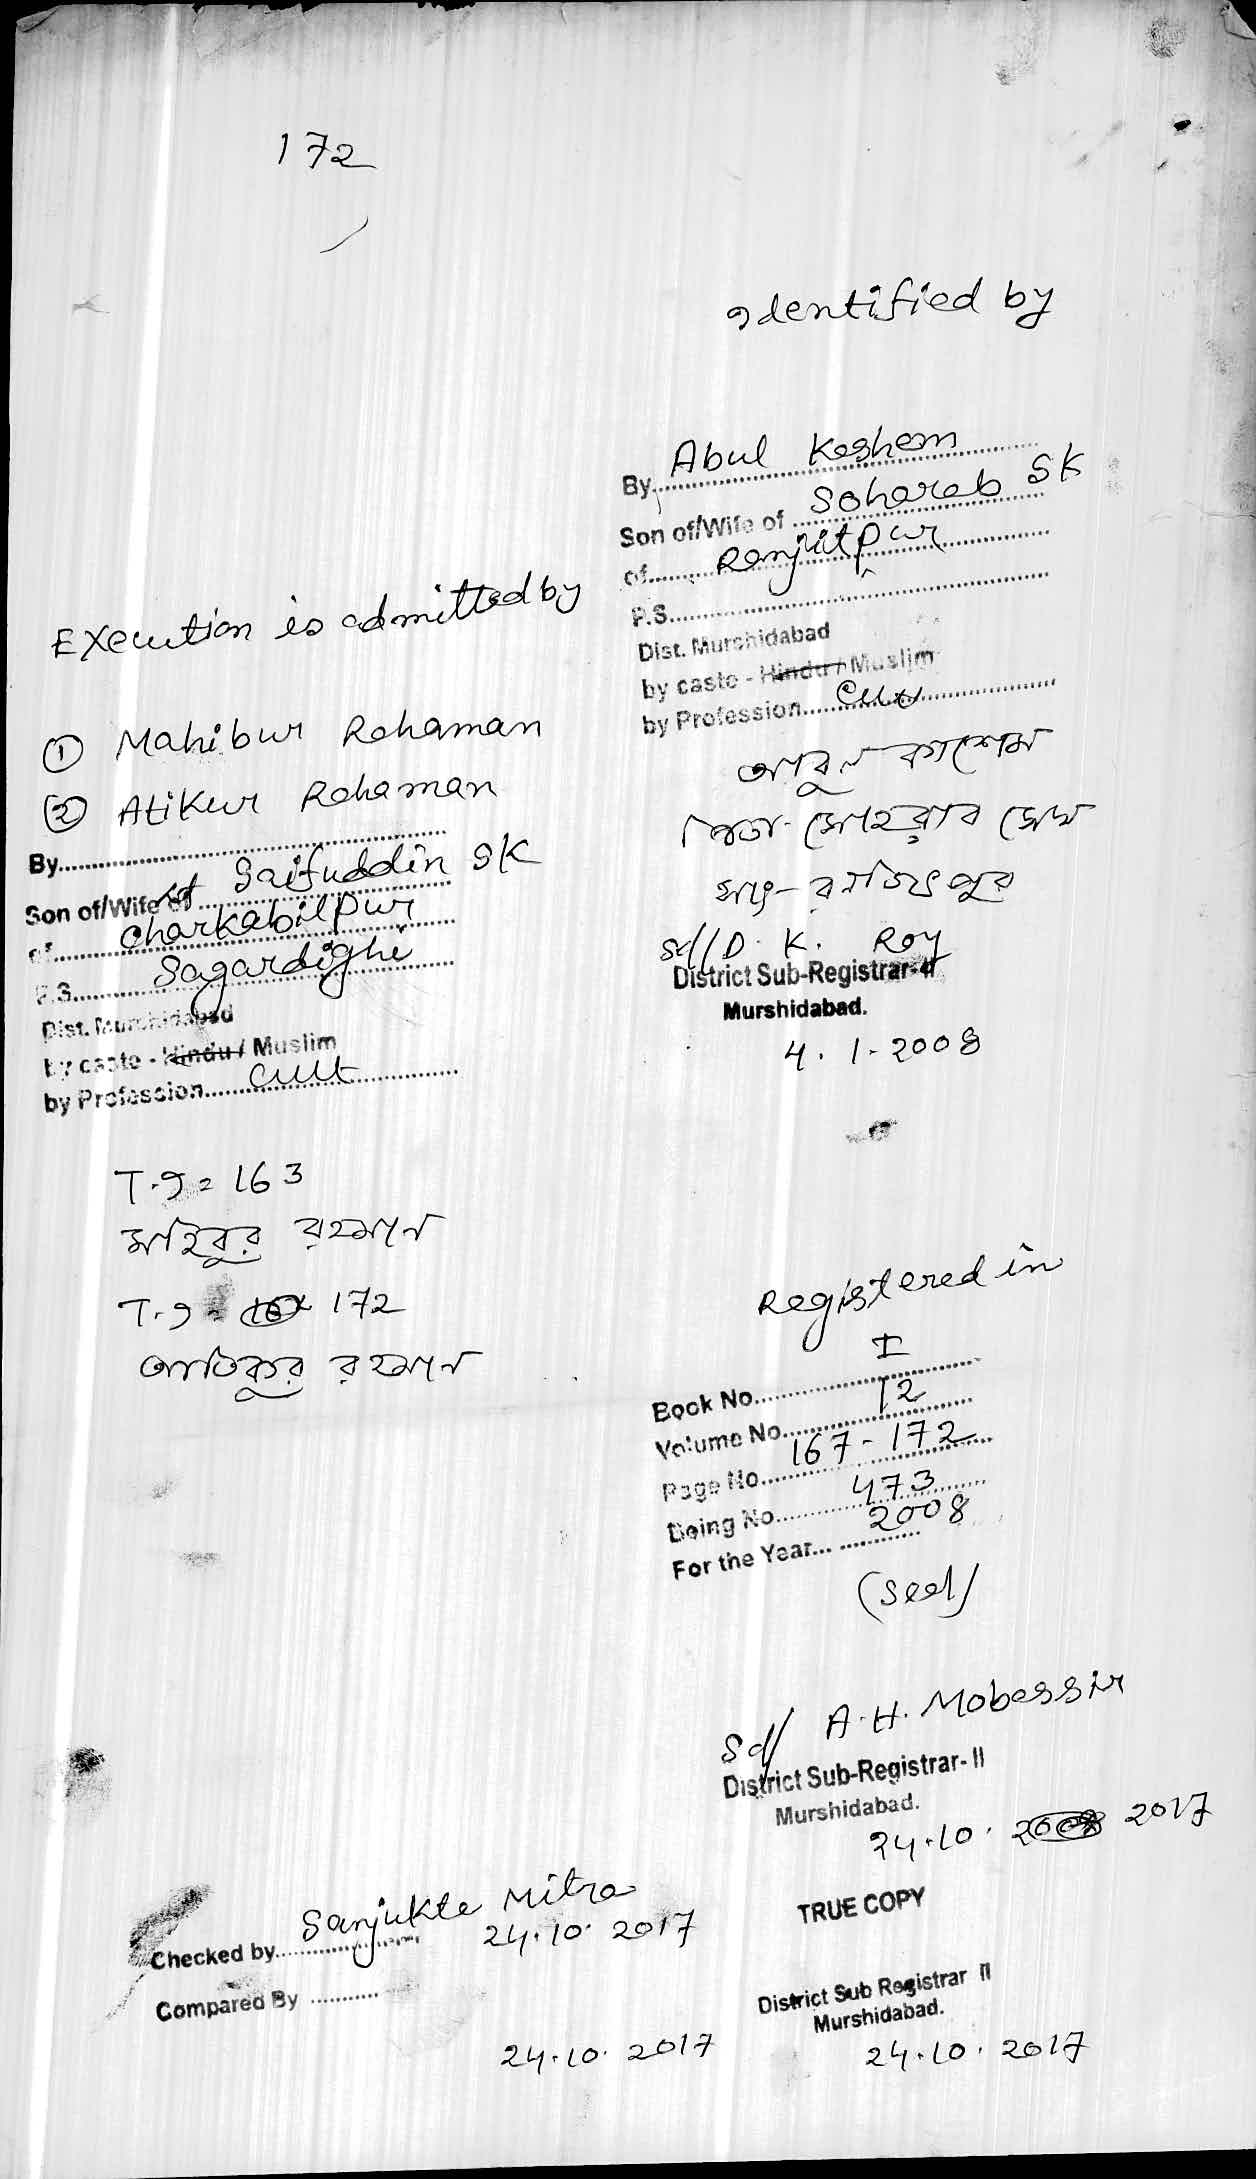 172
Identified by
By Abul Kashem
Son of/Wife of Soharab SK
of Ranjitpur
P.S.
Dist. Murshidabad
by caste - Hindu / Muslim
by Profession Cult
আবুল কাশেম
পিতা- সোহরাব সেখ
সাং- রনজিৎপুর
Sd// D. K. Roy
District Sub-Registrar-II
Murshidabad.
4. 1-2008
Execution is admitted by
① Mahibur Rahaman
② Atikur Rahaman
By
Son of/Wife of Saifuddin SK
of Charkabilpur
P.S. Sagardighi
Dist. Murshidabad
by caste - Hindu / Muslim
by Profession Cult
T.I = 163
মাহিবুর রহমান
T.I = 172
আতিকুর রহমান
Registered in
Book No. I
Volume No. 12
Page No. 167-172
Being No. 473
For the Year 2008
(Seal)
Sd/ A.H. Mobassir
District Sub-Registrar- II
Murshidabad.
24.10. 2017
Checked by Sanjukta Mitra
24.10. 2017
Compared By
24.10. 2017
TRUE COPY
District Sub Registrar II
Murshidabad.
24.10. 2017